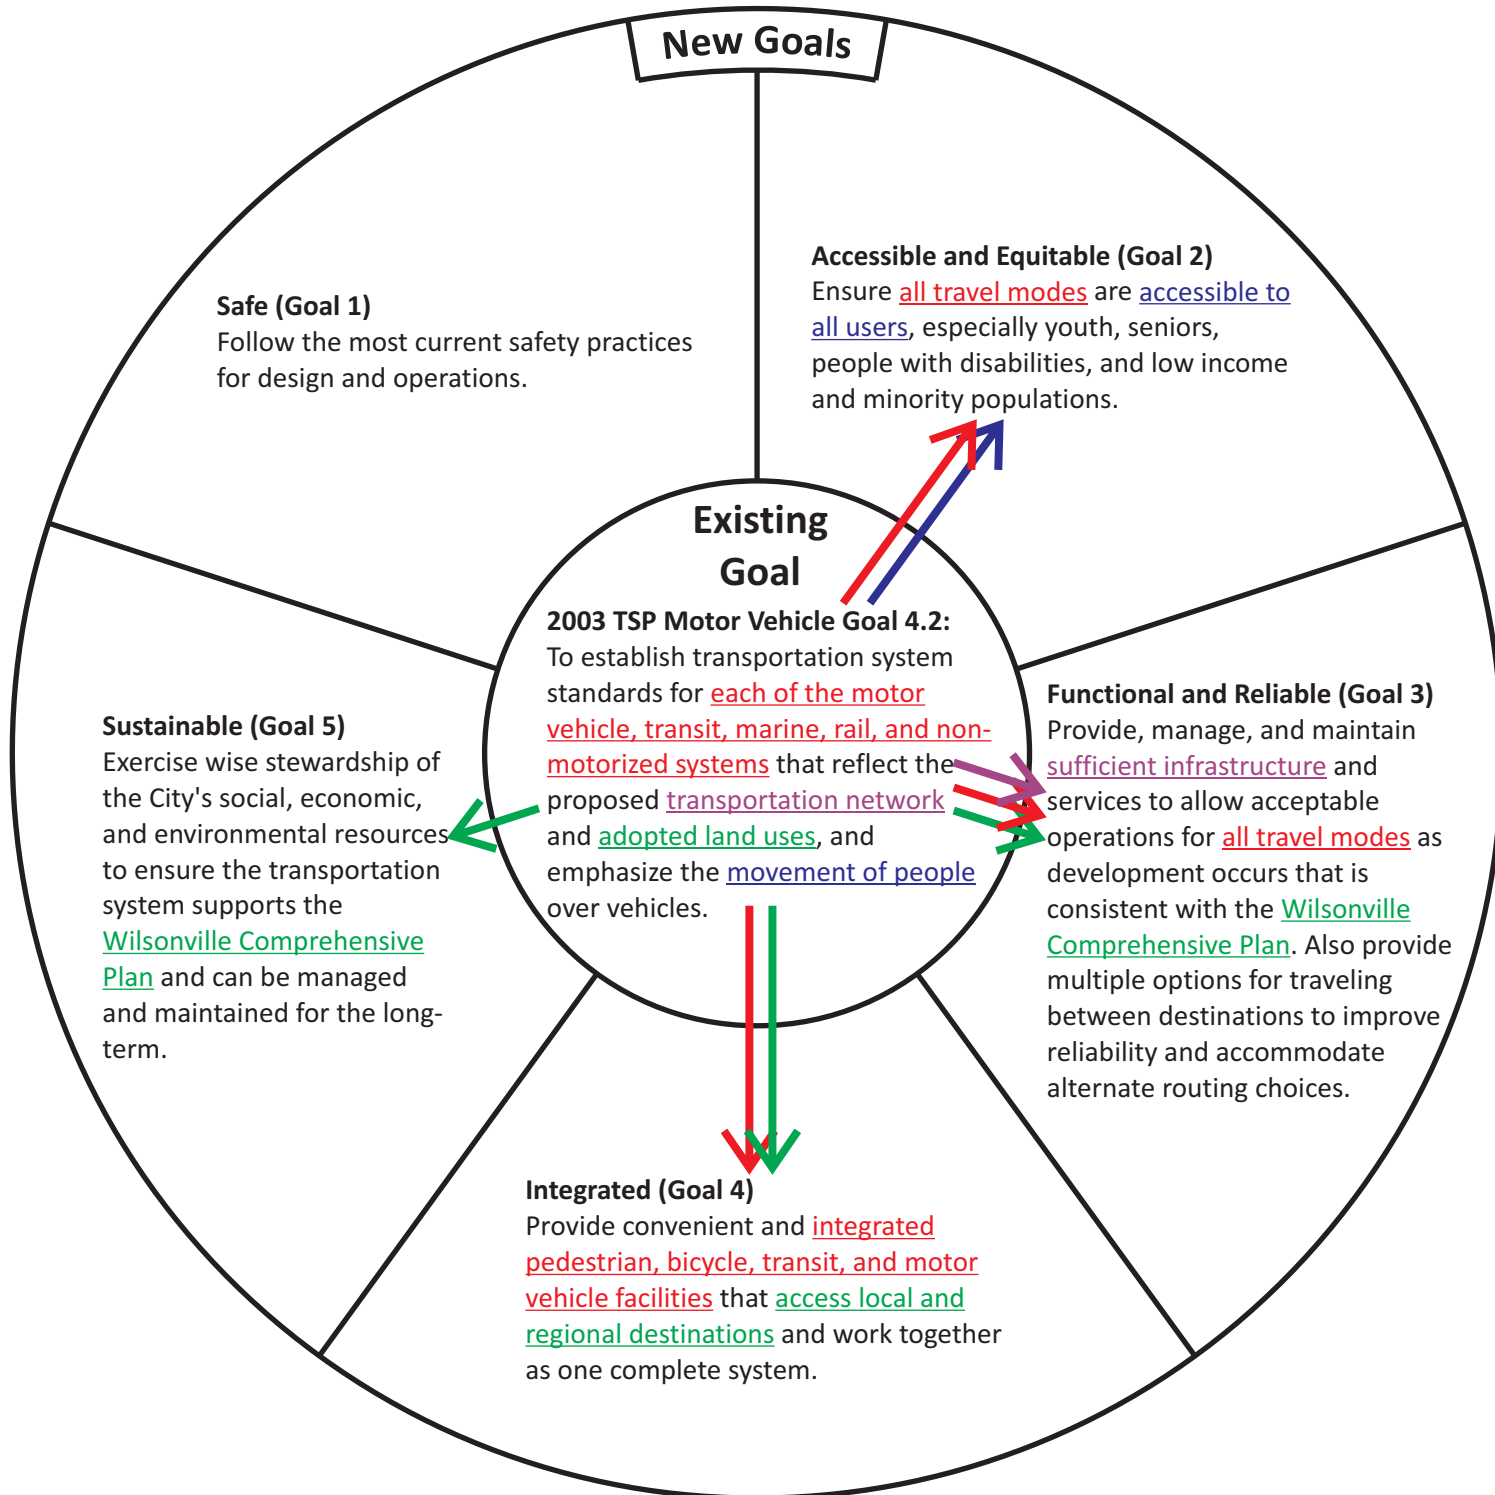 New Goals
Safe (Goal 1)
Follow the most current safety practices
for design and operations.
Accessible and Equitable (Goal 2)
Ensure all travel modes are accessible to
all users, especially youth, seniors,
people with disabilities, and low income
and minority populations.
Existing
Goal
2003 TSP Motor Vehicle Goal 4.2:
To establish transportation system
standards for each of the motor
vehicle, transit, marine, rail, and non-
motorized systems that reflect the
proposed transportation network
and adopted land uses, and
emphasize the movement of people
over vehicles.
Functional and Reliable (Goal 3)
Provide, manage, and maintain
sufficient infrastructure and
services to allow acceptable
operations for all travel modes as
development occurs that is
consistent with the Wilsonville
Comprehensive Plan. Also provide
multiple options for traveling
between destinations to improve
reliability and accommodate
alternate routing choices.
Sustainable (Goal 5)
Exercise wise stewardship of
the City's social, economic,
and environmental resources
to ensure the transportation
system supports the
Wilsonville Comprehensive
Plan and can be managed
and maintained for the long-
term.
Integrated (Goal 4)
Provide convenient and integrated
pedestrian, bicycle, transit, and motor
vehicle facilities that access local and
regional destinations and work together
as one complete system.